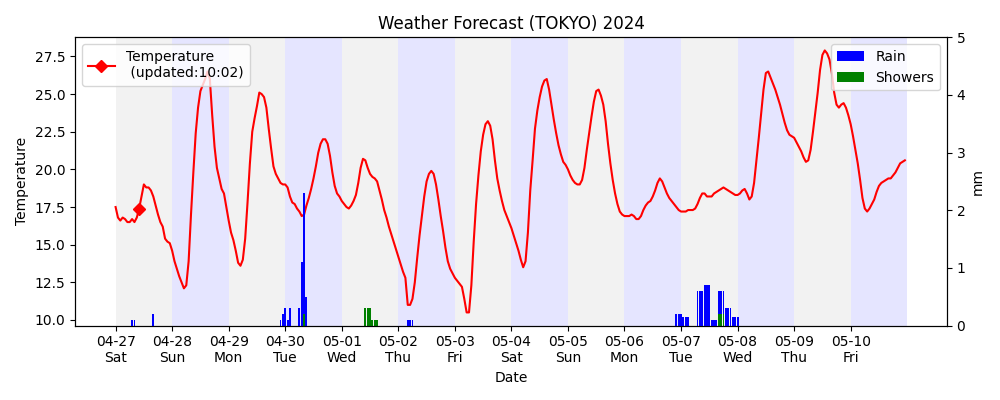 Weather Forecast (TOKYO) 2024
Temperature
(updated:10:02)
Rain
Showers
Temperature
27.5
25.0
22.5
20.0
17.5
15.0
12.5
10.0
5
4
3
2
1
0
mm
04-27 04-28 04-29 04-30 05-01 05-02 05-03 05-04 05-05 05-06 05-07 05-08 05-09 05-10
Sat Sun Mon Tue Wed Thu Fri Sat Sun Mon Tue Wed Thu Fri
Date